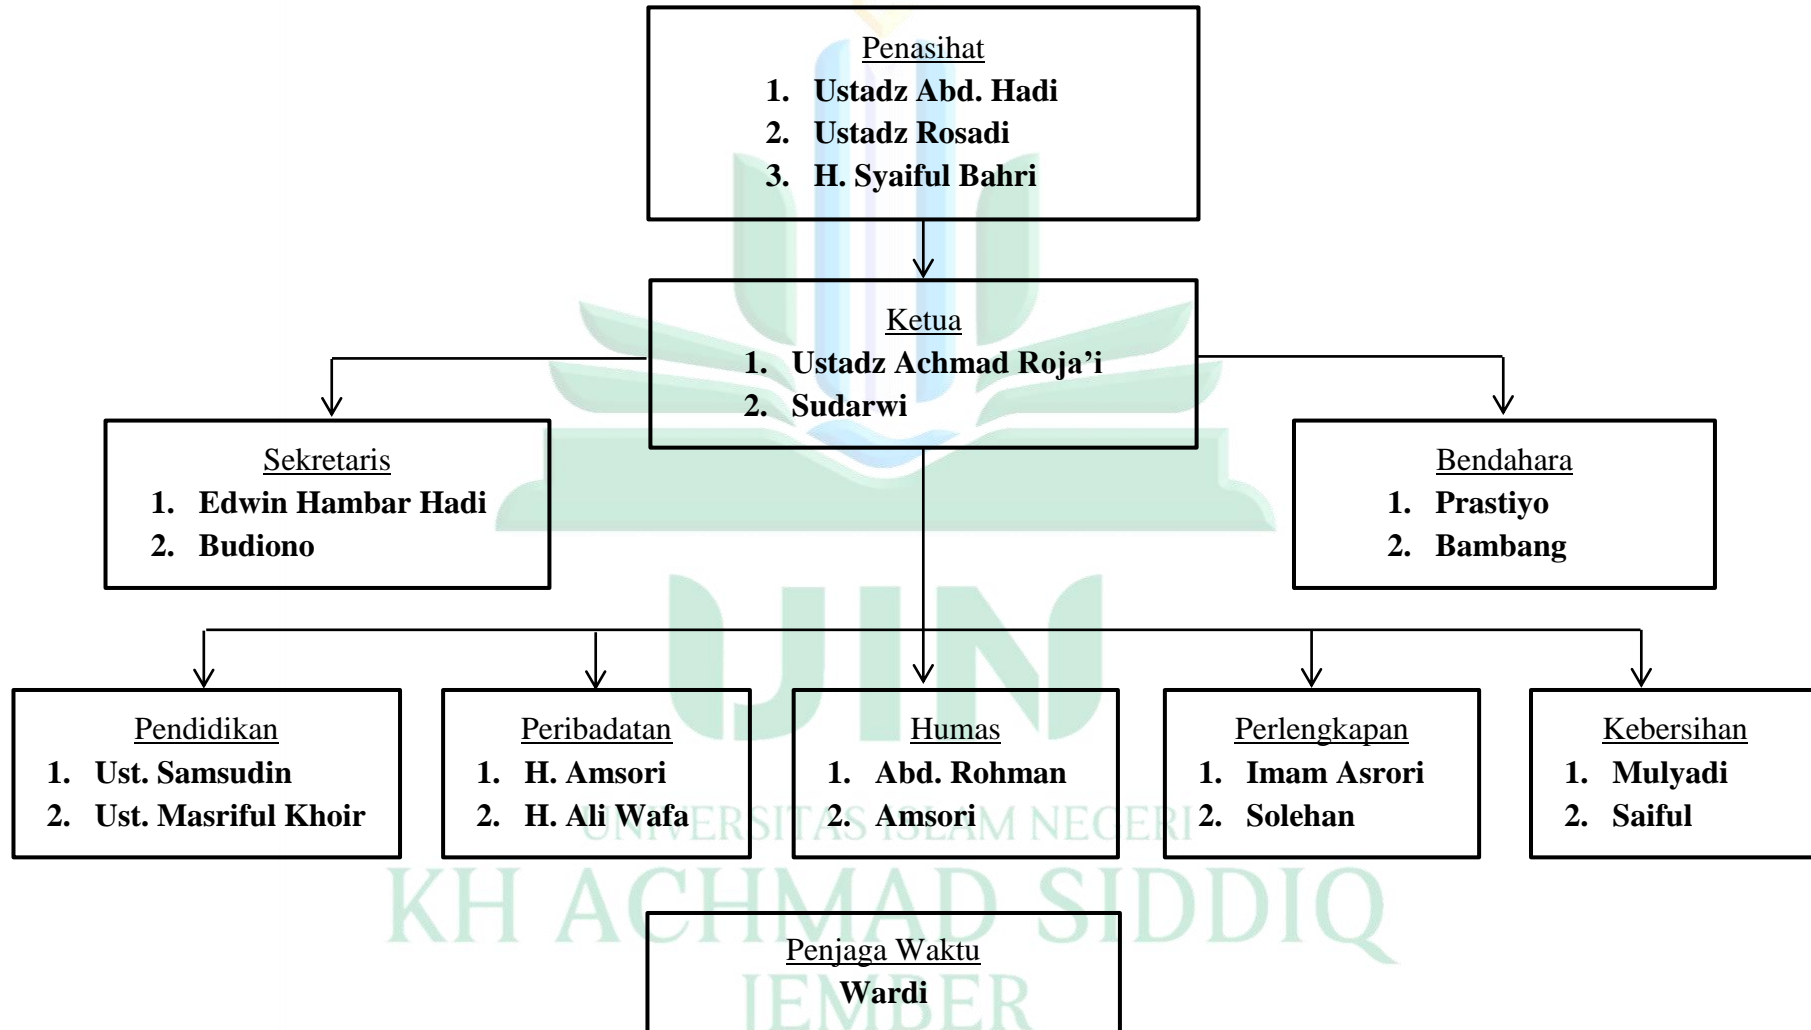 Penasihat
1. Ustadz Abd. Hadi
2. Ustadz Rosadi
3. H. Syaiful Bahri
Ketua
1. Ustadz Achmad Roja’i
2. Sudarwi
Sekretaris
1. Edwin Hambar Hadi
2. Budiono
Bendahara
1. Prastiyo
2. Bambang
Pendidikan
1. Ust. Samsudin
2. Ust. Masriful Khoir
Peribadatan
1. H. Amsori
2. H. Ali Wafa
Humas
1. Abd. Rohman
2. Amsori
Perlengkapan
1. Imam Asrori
2. Solehan
Kebersihan
1. Mulyadi
2. Saiful
Penjaga Waktu
Wardi
UIN
UNIVERSITAS ISLAM NEGERI
KH ACHMAD SIDDIQ
JEMBER